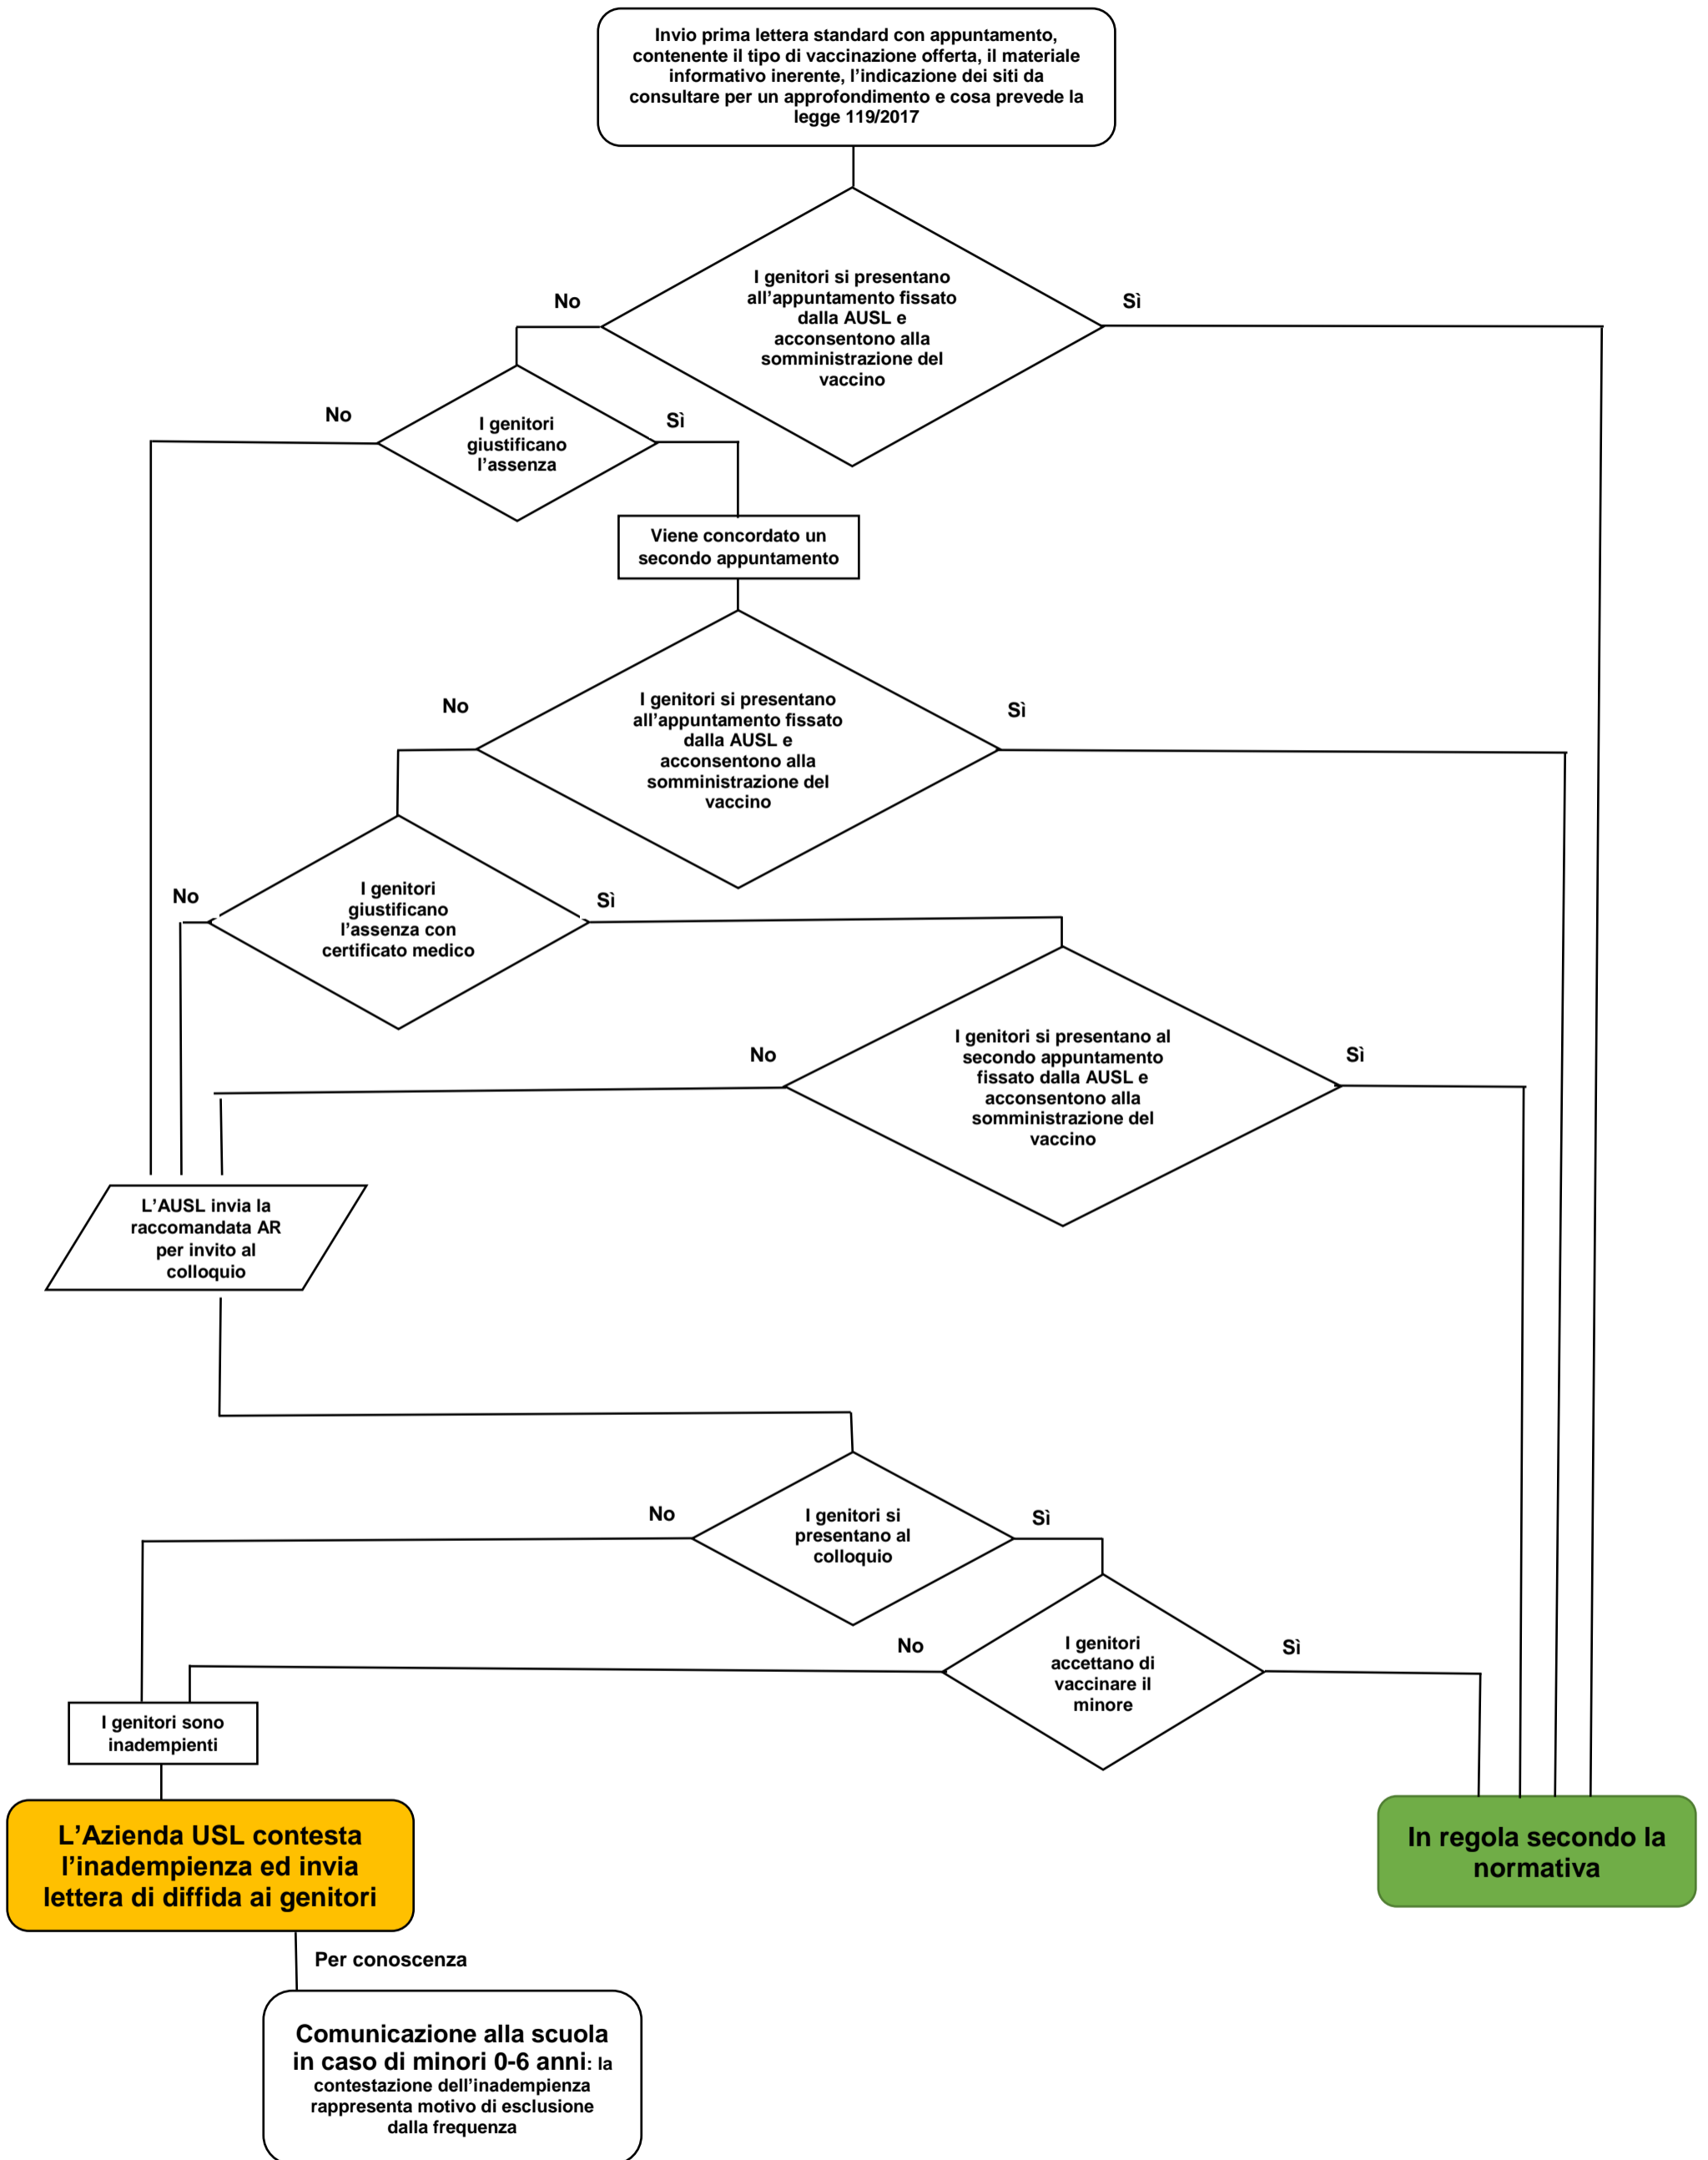 Invio prima lettera standard con appuntamento,
contenente il tipo di vaccinazione offerta, il materiale
informativo inerente, l’indicazione dei siti da
consultare per un approfondimento e cosa prevede la
legge 119/2017
I genitori si presentano
all’appuntamento fissato
dalla AUSL e
acconsentono alla
somministrazione del
vaccino
No
Sì
I genitori
giustificano
l’assenza
No
Sì
Viene concordato un
secondo appuntamento
I genitori si presentano
all’appuntamento fissato
dalla AUSL e
acconsentono alla
somministrazione del
vaccino
No
Sì
I genitori
giustificano
l’assenza con
certificato medico
No
Sì
I genitori si presentano al
secondo appuntamento
fissato dalla AUSL e
acconsentono alla
somministrazione del
vaccino
No
Sì
L’AUSL invia la
raccomandata AR
per invito al
colloquio
I genitori si
presentano al
colloquio
No
Sì
I genitori
accettano di
vaccinare il
minore
No
Sì
I genitori sono
inadempienti
L’Azienda USL contesta
l’inadempienza ed invia
lettera di diffida ai genitori
In regola secondo la
normativa
Per conoscenza
Comunicazione alla scuola
in caso di minori 0-6 anni: la
contestazione dell’inadempienza
rappresenta motivo di esclusione
dalla frequenza